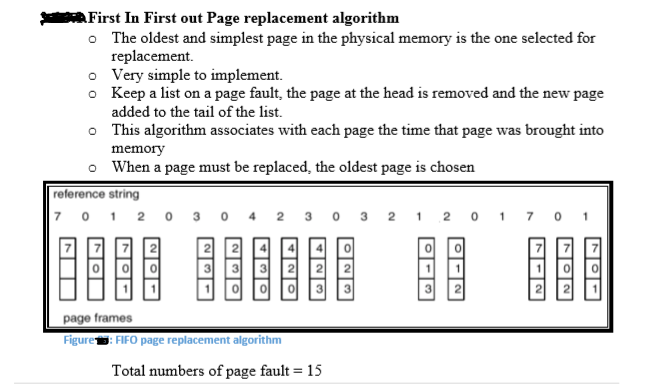 First In First out Page replacement algorithm
o The oldest and simplest page in the physical memory is the one selected for
replacement.
o Very simple to implement.
o Keep a list on a page fault, the page at the head is removed and the new page
added to the tail of the list.
o This algorithm associates with each page the time that page was brought into
memory
o When a page must be replaced, the oldest page is chosen
reference string
7 0 1 2 0 3 0 4 2 3 0 3 2 1 2 0 1 7 0 1
7 7 7 2 2 2 4 4 4 0 0 0 7 7 7
0 0 0 3 3 3 2 2 2 1 1 1 0 0
1 1 1 0 0 0 3 3 3 2 2 2 1
page frames
Figure : FIFO page replacement algorithm
Total numbers of page fault = 15